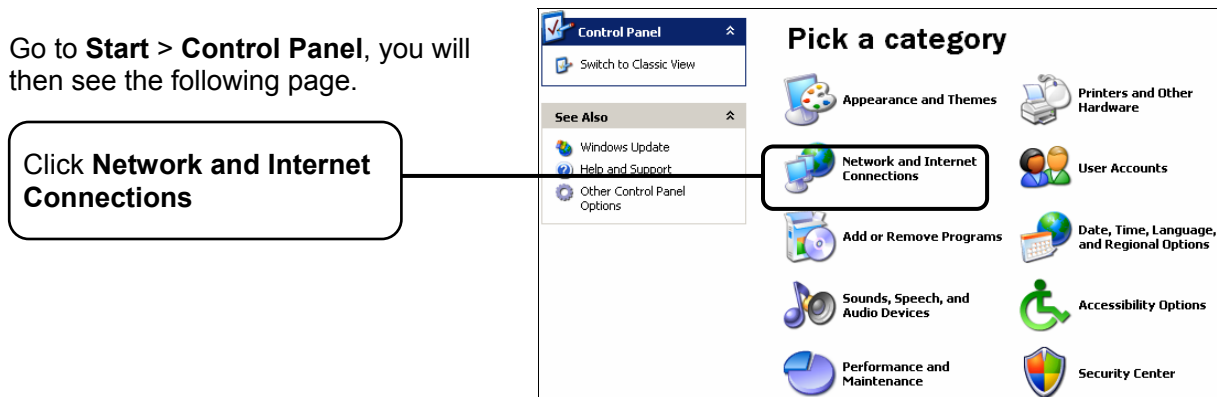 Go to Start > Control Panel, you will
then see the following page.
Click Network and Internet
Connections
Control Panel
Switch to Classic View
See Also
Windows Update
Help and Support
Other Control Panel
Options
Pick a category
Appearance and Themes
Printers and Other
Hardware
Network and Internet
Connections
User Accounts
Add or Remove Programs
Date, Time, Language,
and Regional Options
Sounds, Speech, and
Audio Devices
Accessibility Options
Performance and
Maintenance
Security Center